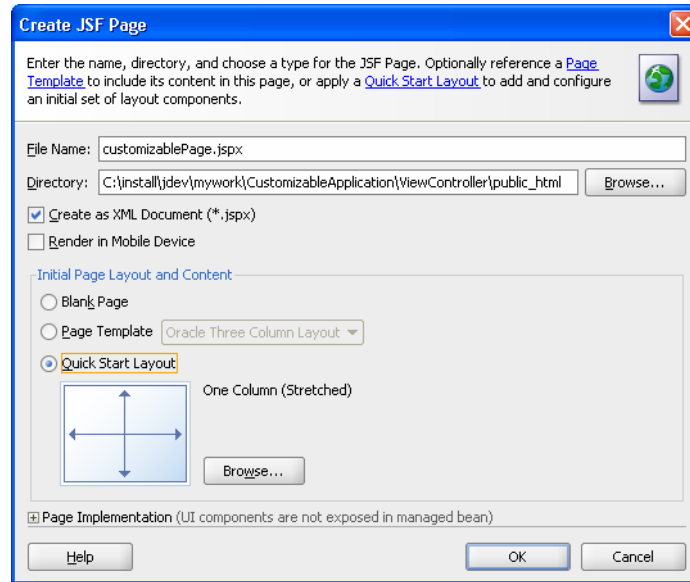 Create JSF Page
Enter the name, directory, and choose a type for the JSF Page. Optionally reference a Page
Template to include its content in this page, or apply a Quick Start Layout to add and configure
an initial set of layout components.
File Name: customizablePage.jspx
Directory: C:\install\jdev\mywork\CustomizableApplication\ViewController\public_html Browse...
Create as XML Document (*.jspx)
Render in Mobile Device
Initial Page Layout and Content
Blank Page
Page Template Oracle Three Column Layout
Quick Start Layout
One Column (Stretched)
Browse...
Page Implementation (UI components are not exposed in managed bean)
Help OK Cancel